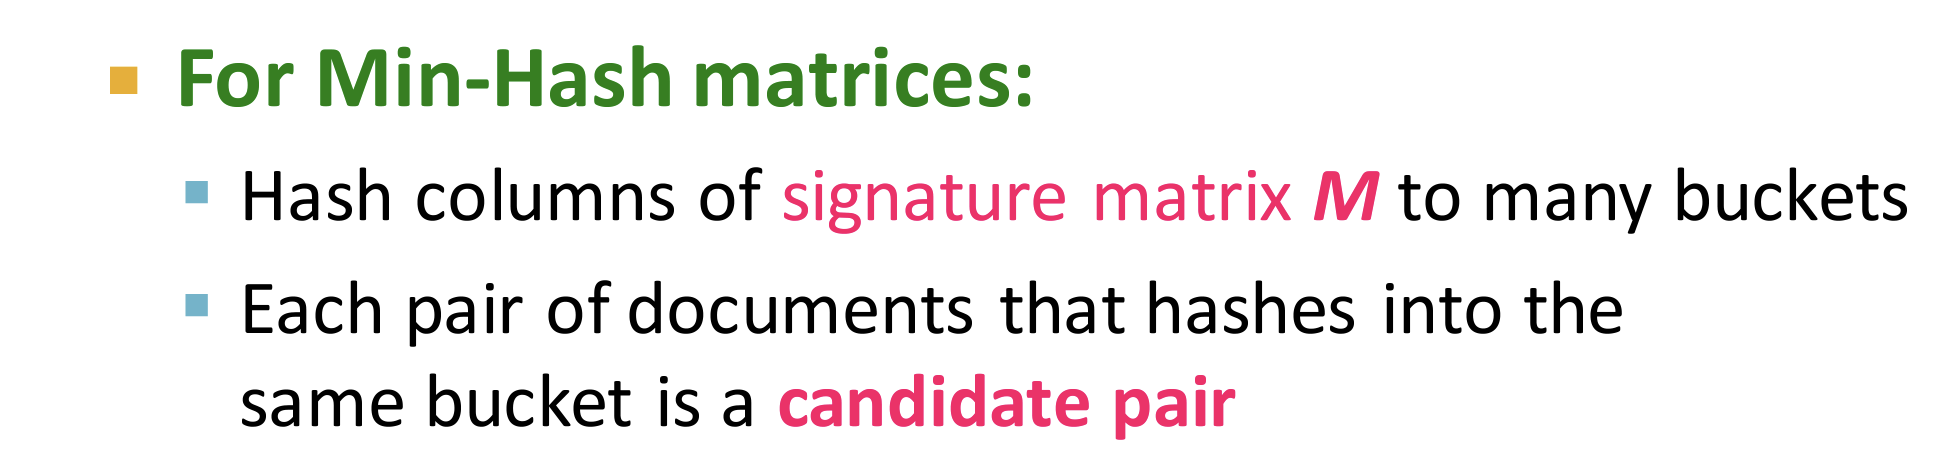 For Min-Hash matrices:
Hash columns of signature matrix M to many buckets
Each pair of documents that hashes into the
same bucket is a candidate pair